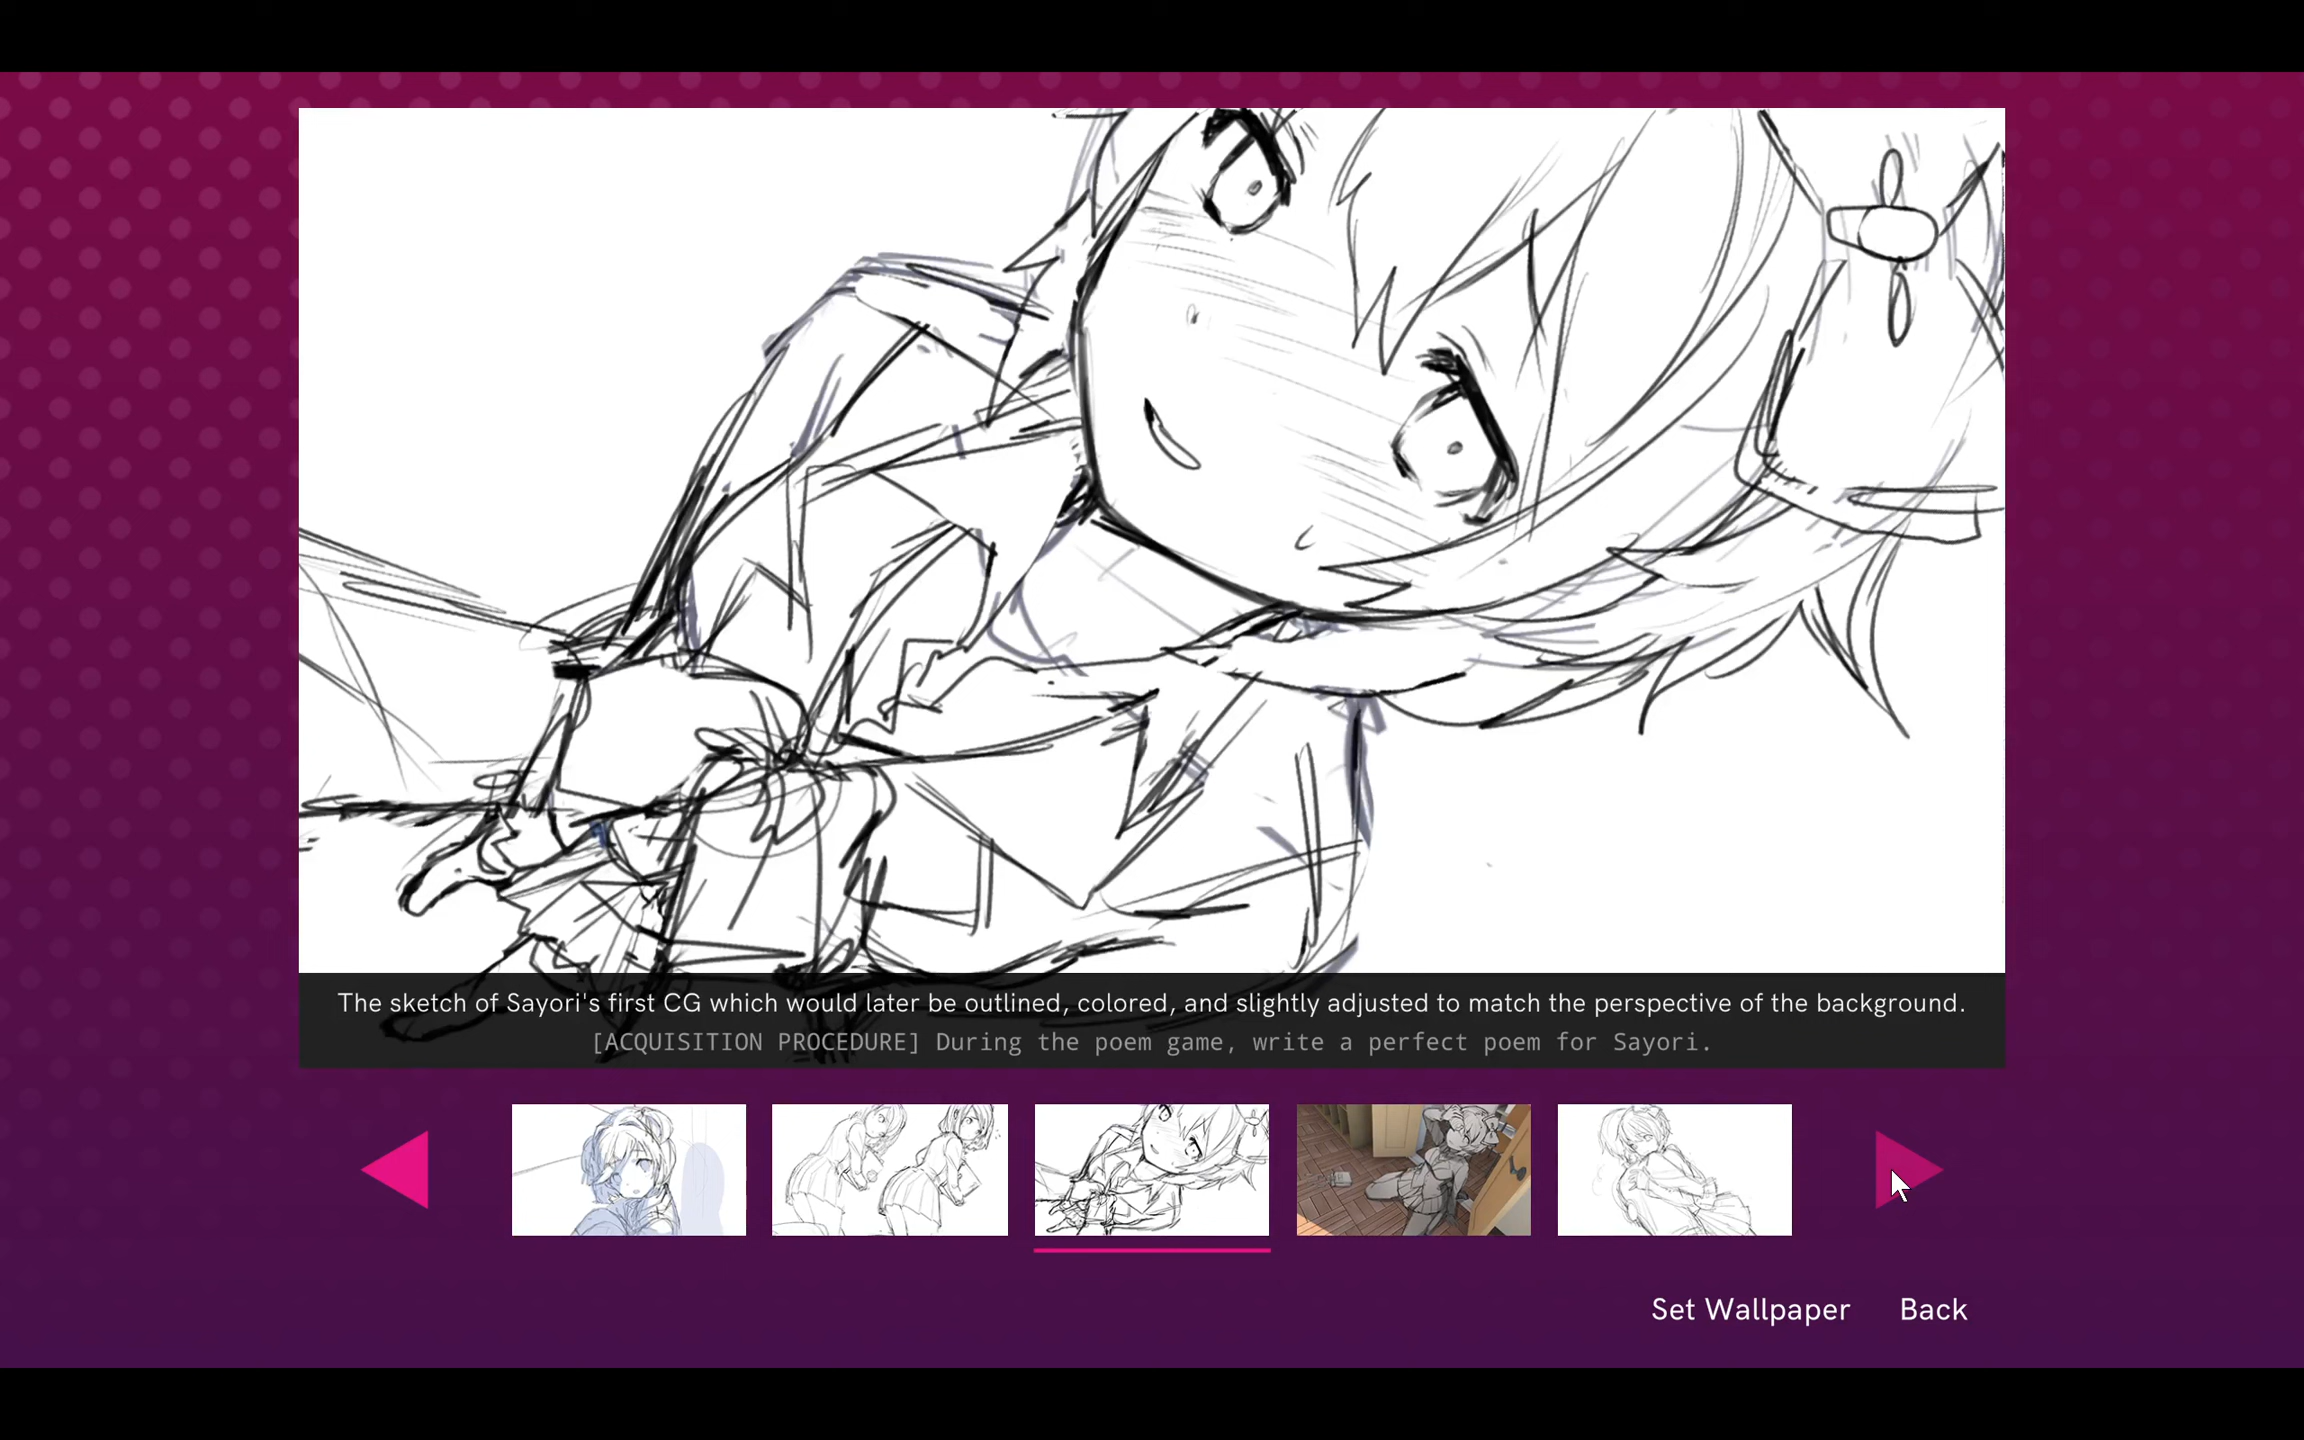 The sketch of Sayori's first CG which would later be outlined, colored, and slightly adjusted to match the perspective of the background.
[ACQUISITION PROCEDURE] During the poem game, write a perfect poem for Sayori.
Set Wallpaper
Back